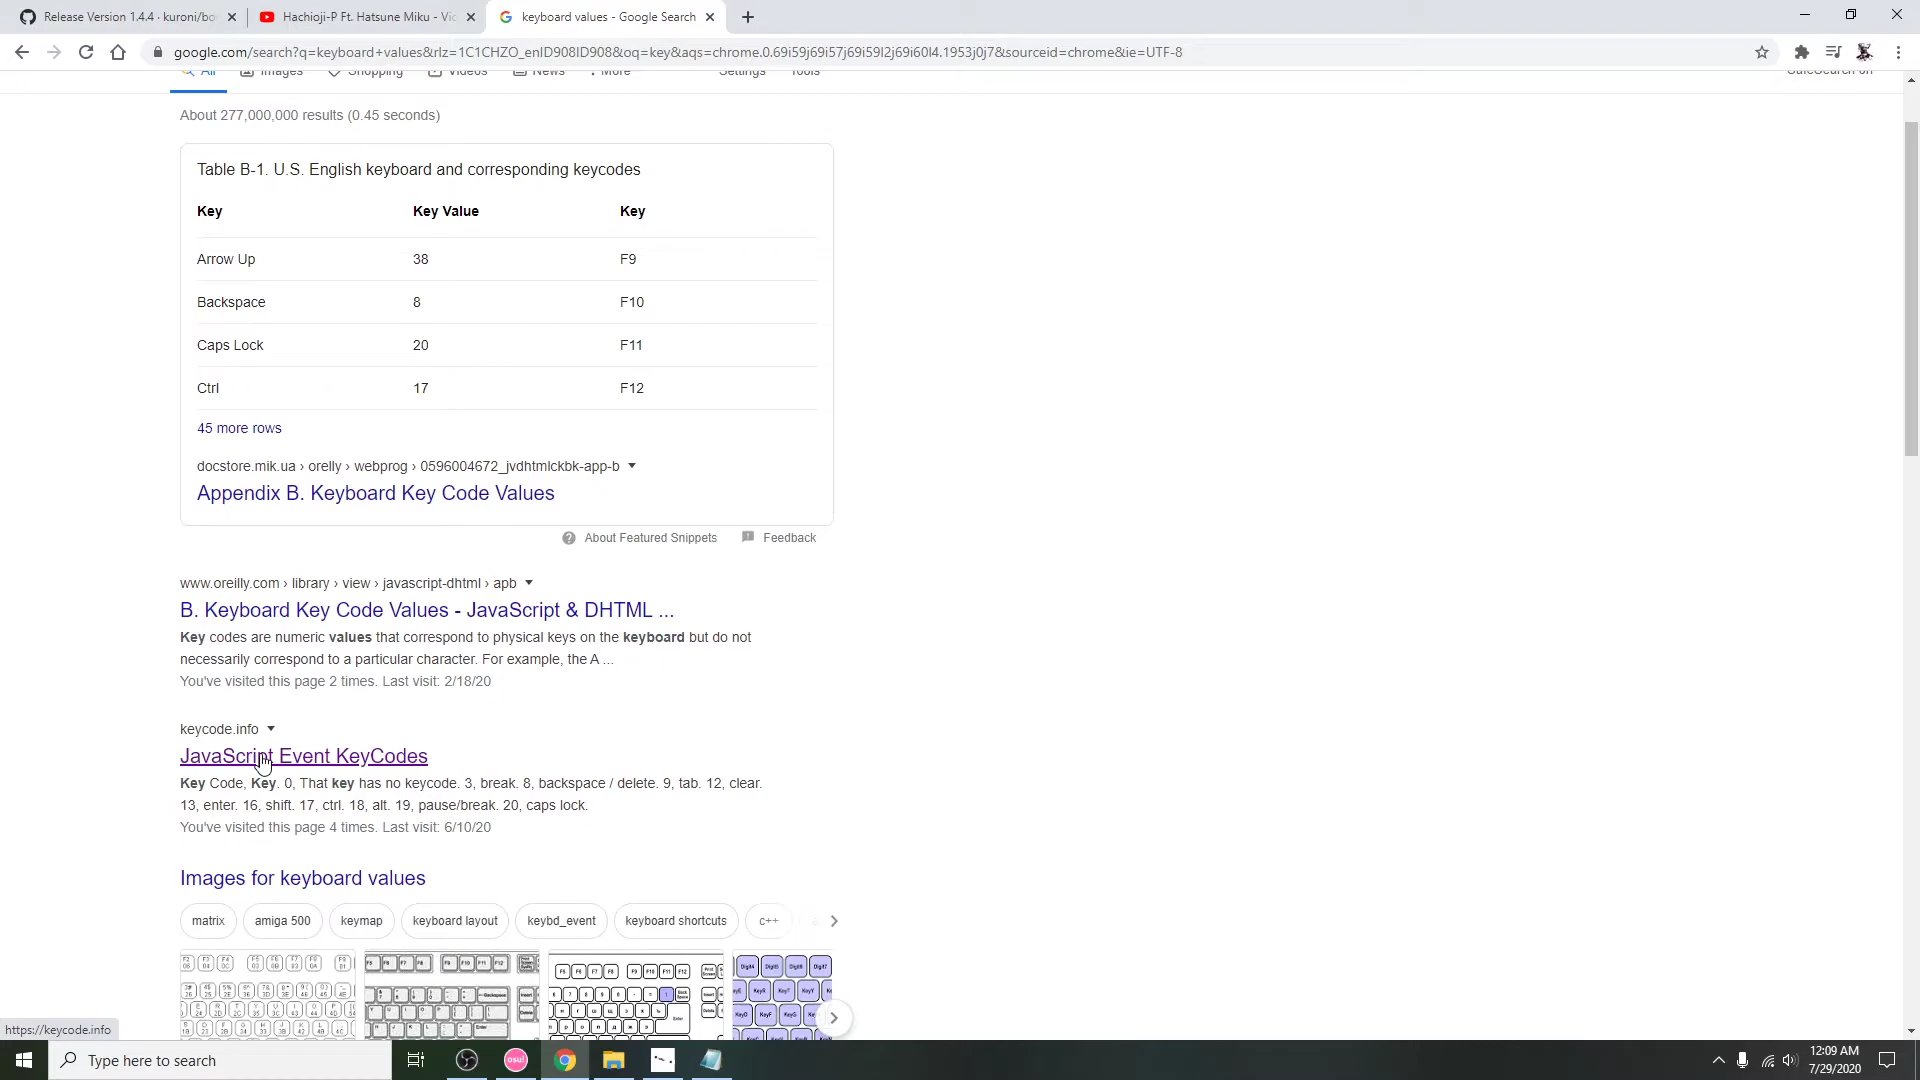 Release Version 1.4.4 · kuroni/bo
Hachioji-P Ft. Hatsune Miku - Vic
keyboard values - Google Search
google.com/search?q=keyboard+values&rlz=1C1CHZO_enID908ID908&oq=key&aqs=chrome.0.69i59j69i57j69i59l2j69i60l4.1953j0j7&sourceid=chrome&ie=UTF-8
All Images Shopping Videos News More Settings Tools SafeSearch on
About 277,000,000 results (0.45 seconds)
Table B-1. U.S. English keyboard and corresponding keycodes
Key Key Value Key
Arrow Up 38 F9
Backspace 8 F10
Caps Lock 20 F11
Ctrl 17 F12
45 more rows
docstore.mik.ua › orelly › webprog › 0596004672_jvdhtmlckbk-app-b
Appendix B. Keyboard Key Code Values
About Featured Snippets Feedback
www.oreilly.com › library › view › javascript-dhtml › apb
B. Keyboard Key Code Values - JavaScript & DHTML ...
Key codes are numeric values that correspond to physical keys on the keyboard but do not
necessarily correspond to a particular character. For example, the A ...
You've visited this page 2 times. Last visit: 2/18/20
keycode.info
JavaScript Event KeyCodes
Key Code, Key. 0, That key has no keycode. 3, break. 8, backspace / delete. 9, tab. 12, clear.
13, enter. 16, shift. 17, ctrl. 18, alt. 19, pause/break. 20, caps lock.
You've visited this page 4 times. Last visit: 6/10/20
Images for keyboard values
matrix amiga 500 keymap keyboard layout keybd_event keyboard shortcuts c++
https://keycode.info
Type here to search
osu!
12:09 AM
7/29/2020